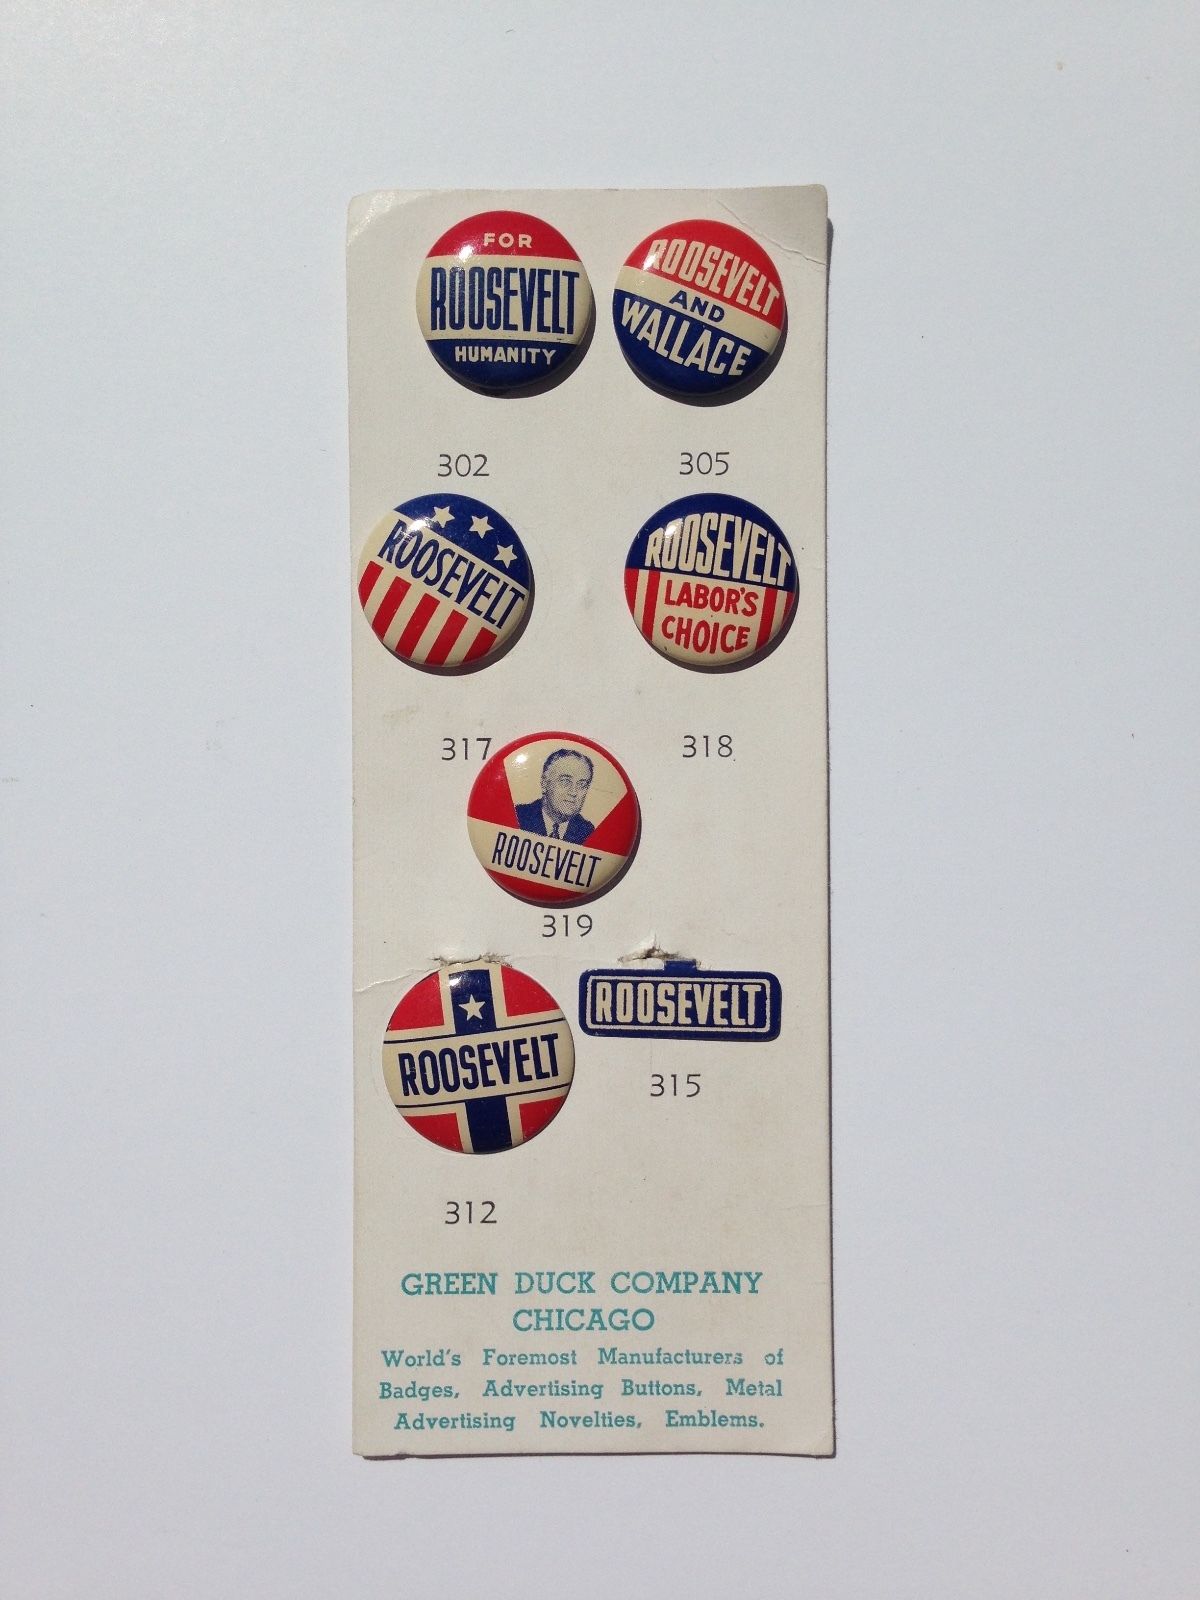 FOR
ROOSEVELT
HUMANITY
ROOSEVELT
AND
WALLACE
302
305
ROOSEVELT
ROOSEVELT
LABOR'S
CHOICE
317
318
ROOSEVELT
319
ROOSEVELT
ROOSEVELT
315
312
GREEN DUCK COMPANY
CHICAGO
World's Foremost Manufacturers of
Badges, Advertising Buttons, Metal
Advertising Novelties, Emblems.